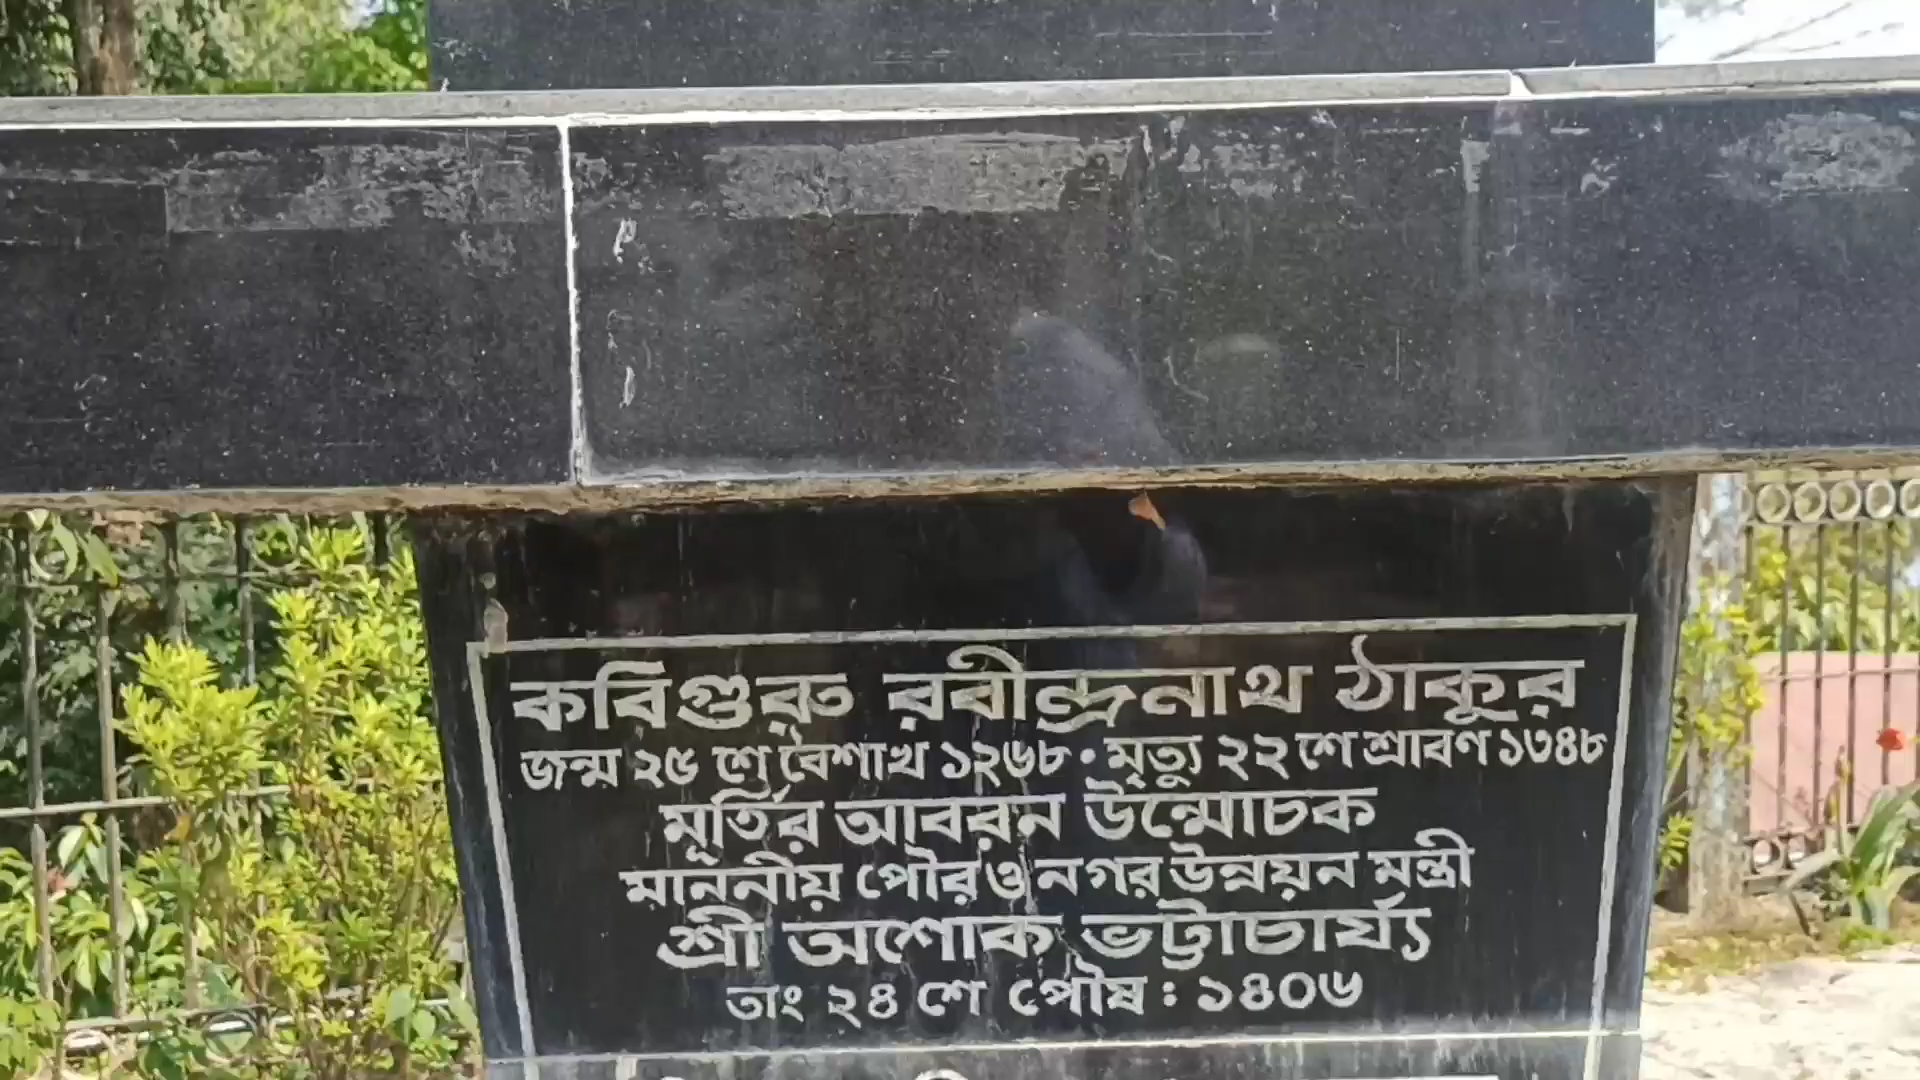 কবিগুরু রবীন্দ্রনাথ ঠাকুর
জন্ম ২৫ শে বৈশাখ ১২৬৮ • মৃত্যু ২২ শে শ্রাবণ ১৩৪৮
মূর্তির আবরন উন্মোচক
মাননীয় পৌর ও নগর উন্নয়ন মন্ত্রী
শ্রী অশোক ভট্টাচার্য্য
তাং ২৪ শে পৌষ : ১৪০৬